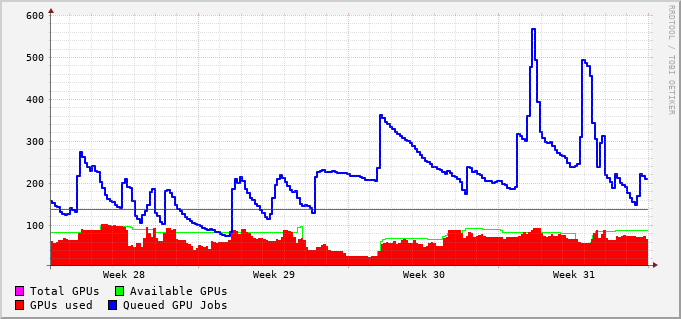 600
500
400
300
200
100
Week 28 Week 29 Week 30 Week 31
Total GPUs Available GPUs
GPUs used Queued GPU Jobs
RRDTOOL / TOBI OETIKER